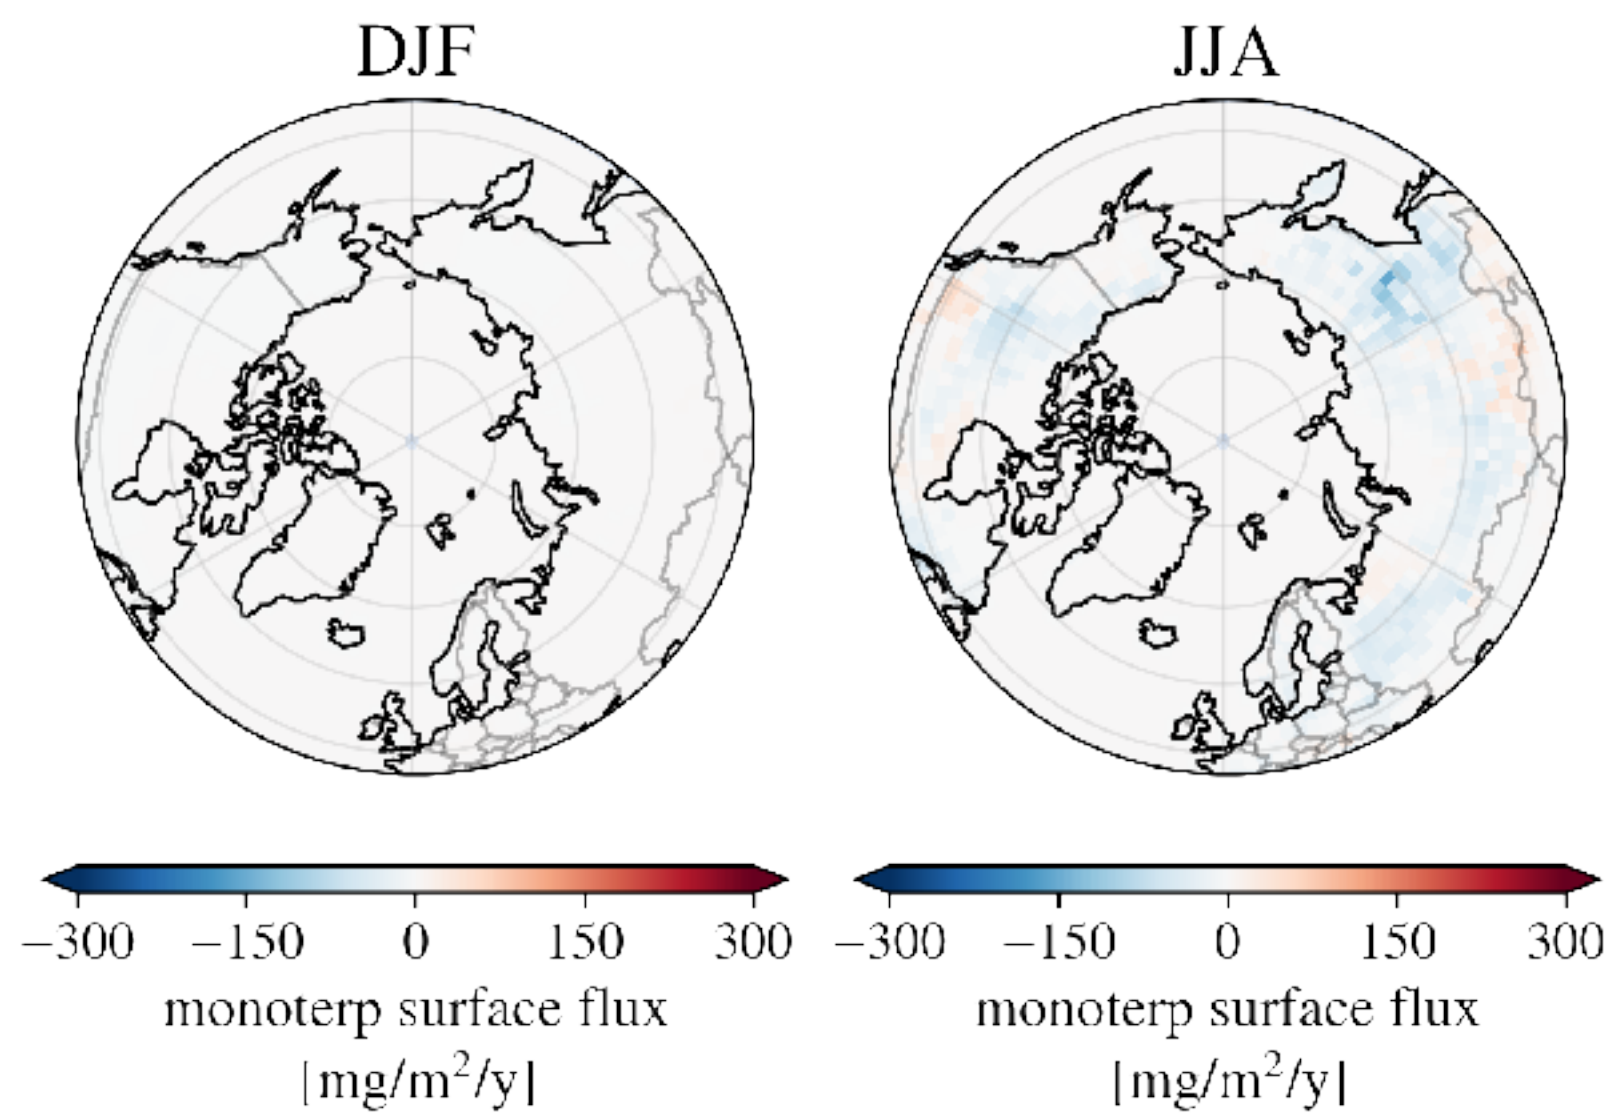 DJF
JJA
−300 −150 0 150 300
−300 −150 0 150 300
monoterp surface flux
[mg/m²/y]
monoterp surface flux
[mg/m²/y]